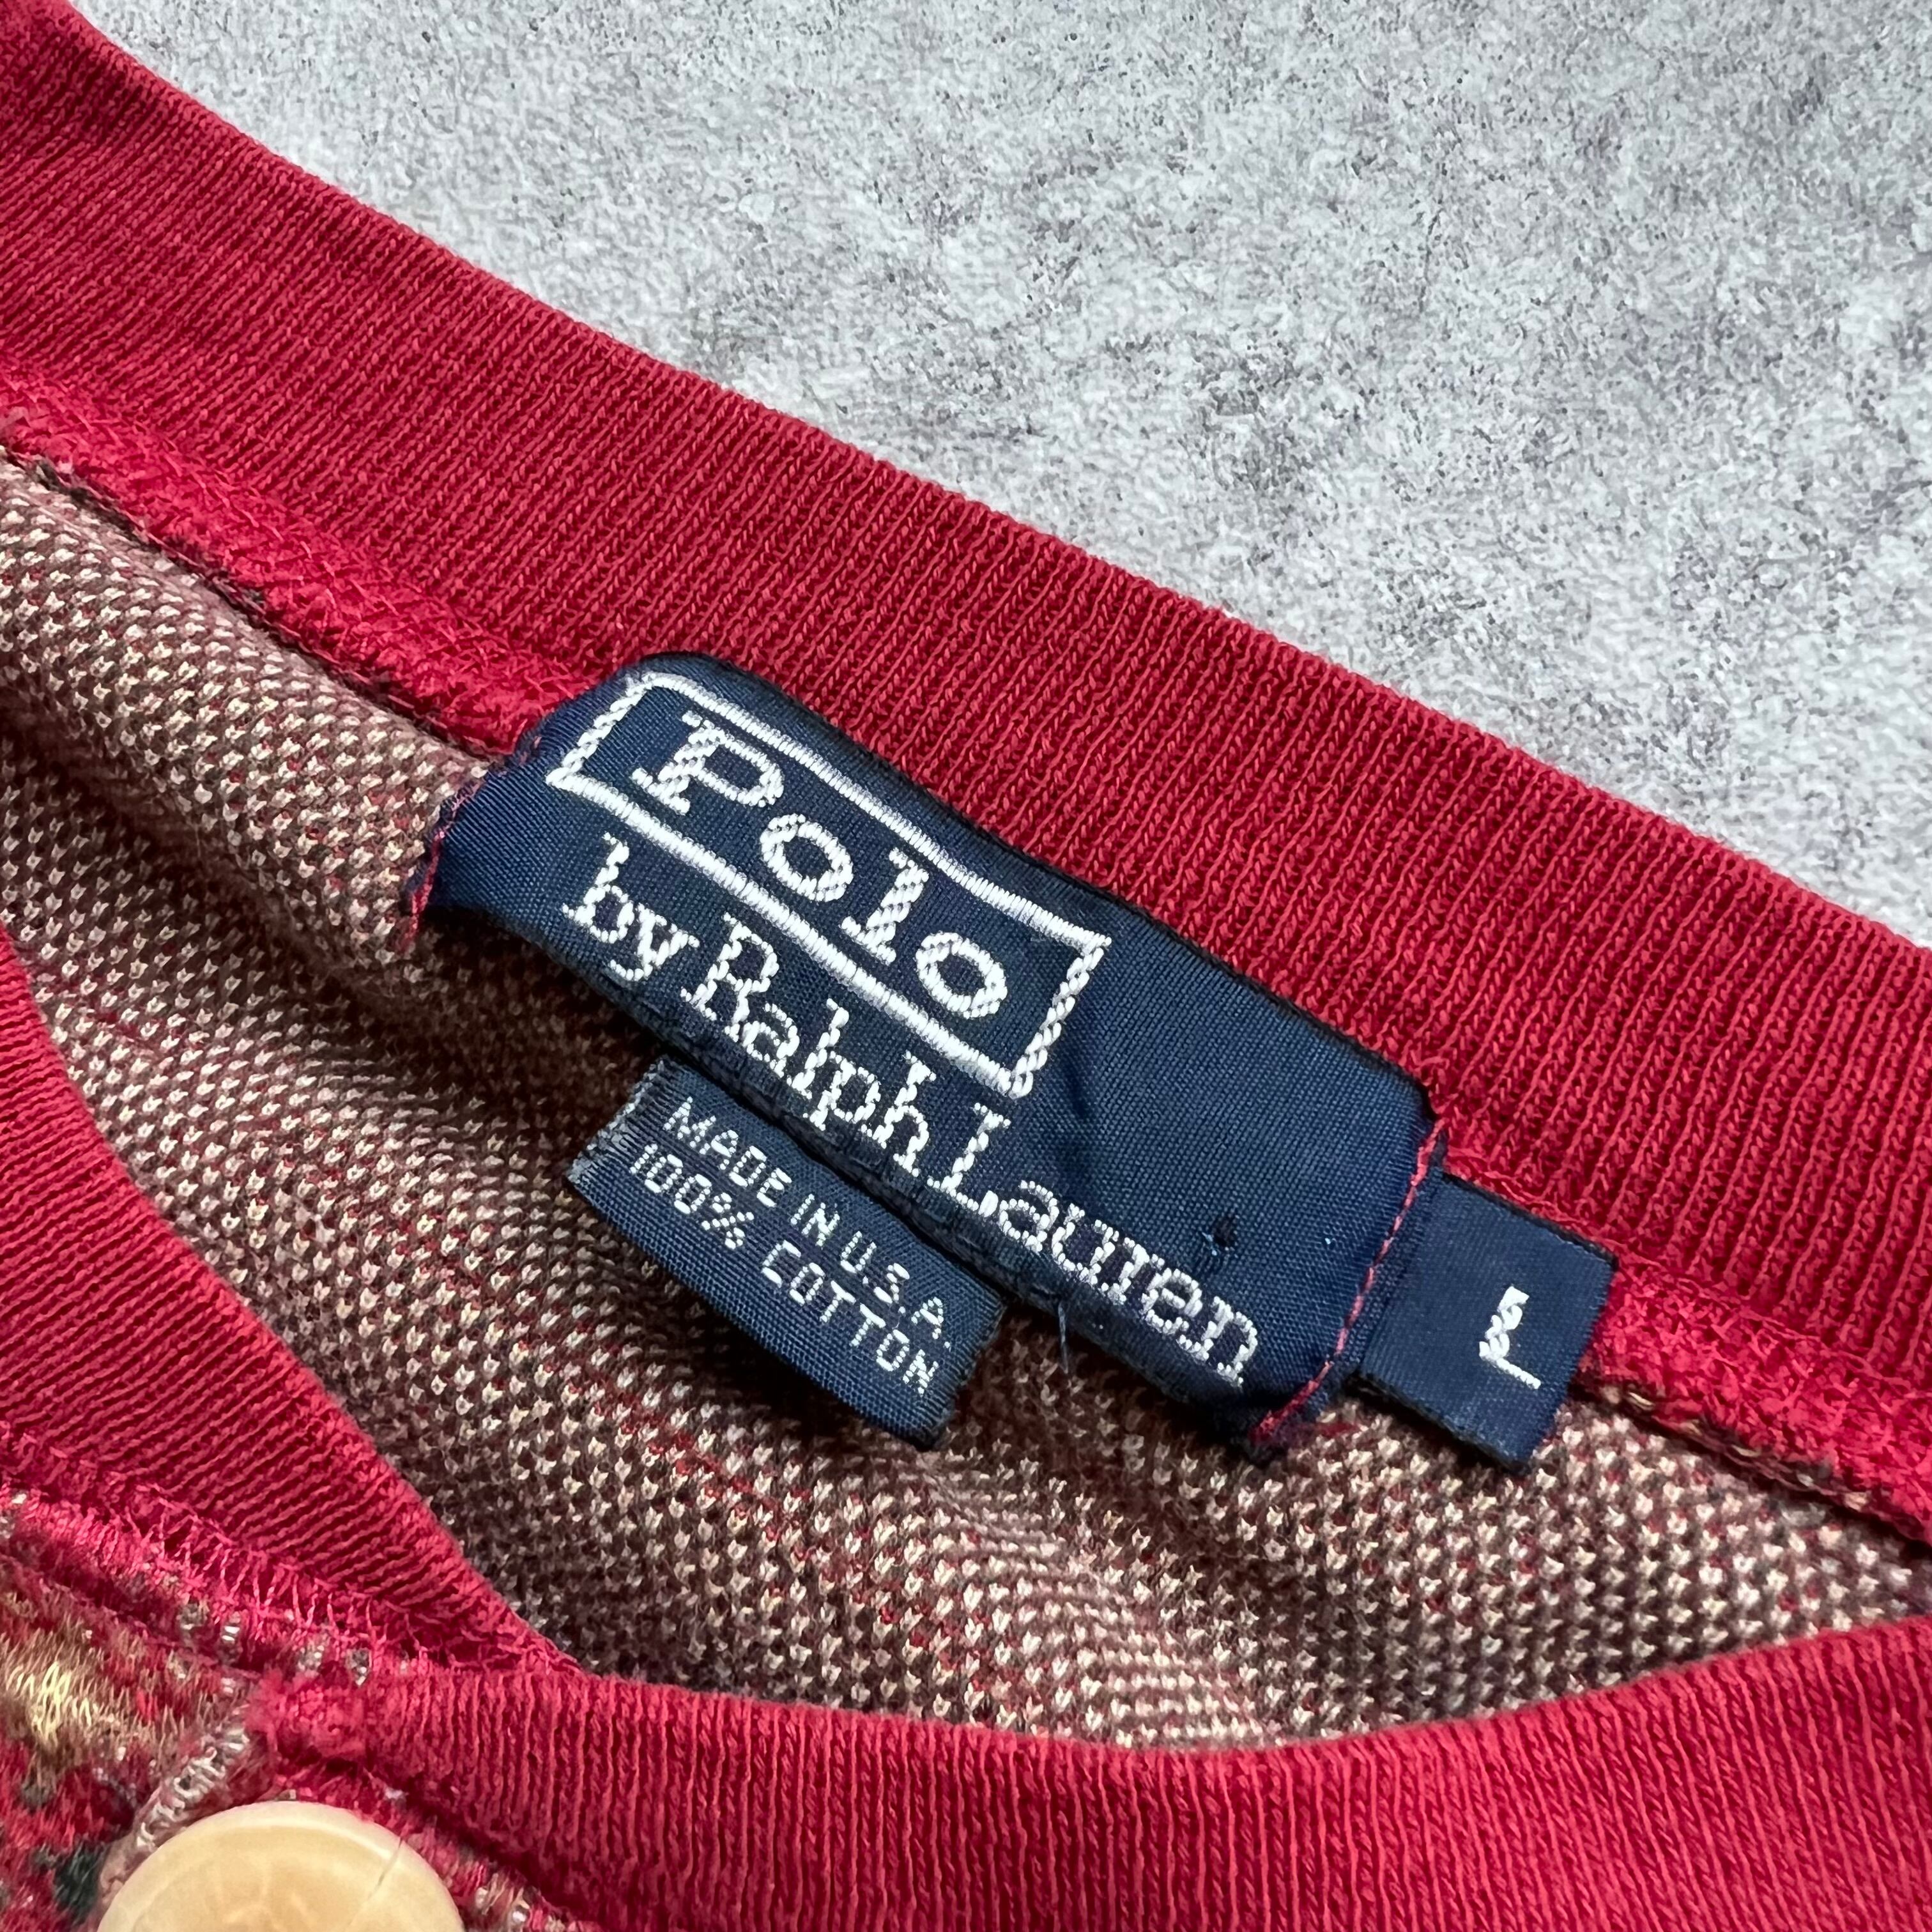 Polo
by Ralph Lauren
MADE IN U.S.A.
100% COTTON
L